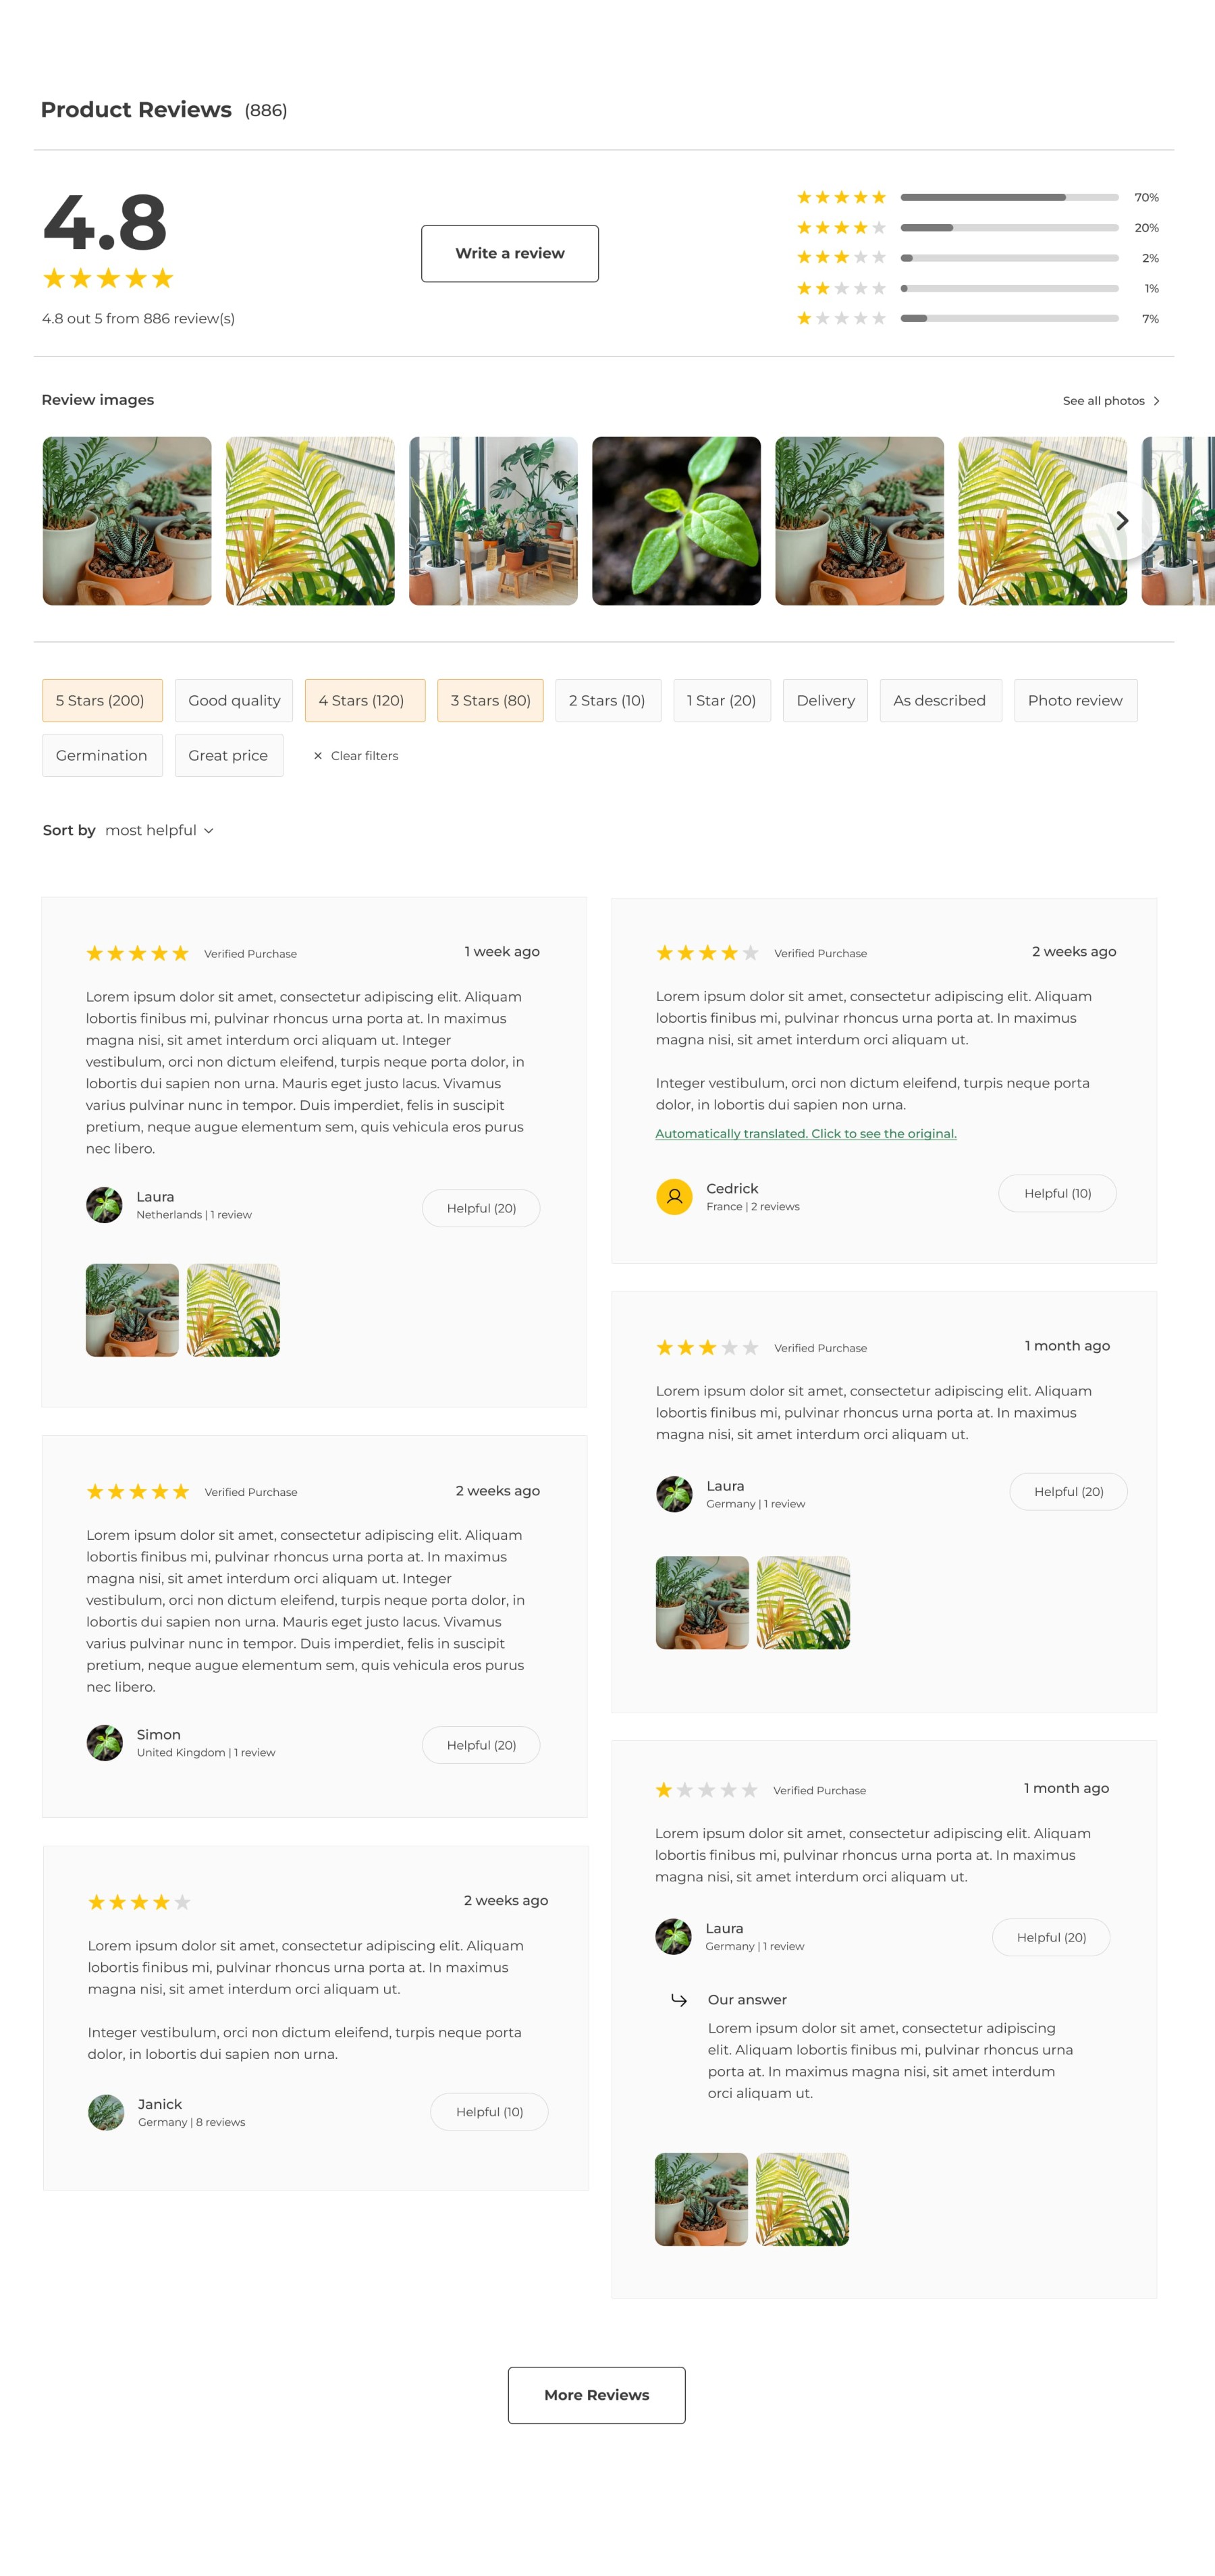 Product Reviews (886)
4.8
4.8 out 5 from 886 review(s)
Write a review
70%
20%
2%
1%
7%
Review images
See all photos
5 Stars (200)
Good quality
4 Stars (120)
3 Stars (80)
2 Stars (10)
1 Star (20)
Delivery
As described
Photo review
Germination
Great price
Clear filters
Sort by most helpful
Verified Purchase
1 week ago
Lorem ipsum dolor sit amet, consectetur adipiscing elit. Aliquam
lobortis finibus mi, pulvinar rhoncus urna porta at. In maximus
magna nisi, sit amet interdum orci aliquam ut. Integer
vestibulum, orci non dictum eleifend, turpis neque porta dolor, in
lobortis dui sapien non urna. Mauris eget justo lacus. Vivamus
varius pulvinar nunc in tempor. Duis imperdiet, felis in suscipit
pretium, neque augue elementum sem, quis vehicula eros purus
nec libero.
Laura
Netherlands | 1 review
Helpful (20)
Verified Purchase
2 weeks ago
Lorem ipsum dolor sit amet, consectetur adipiscing elit. Aliquam
lobortis finibus mi, pulvinar rhoncus urna porta at. In maximus
magna nisi, sit amet interdum orci aliquam ut. Integer
vestibulum, orci non dictum eleifend, turpis neque porta dolor, in
lobortis dui sapien non urna. Mauris eget justo lacus. Vivamus
varius pulvinar nunc in tempor. Duis imperdiet, felis in suscipit
pretium, neque augue elementum sem, quis vehicula eros purus
nec libero.
Simon
United Kingdom | 1 review
Helpful (20)
2 weeks ago
Lorem ipsum dolor sit amet, consectetur adipiscing elit. Aliquam
lobortis finibus mi, pulvinar rhoncus urna porta at. In maximus
magna nisi, sit amet interdum orci aliquam ut.
Integer vestibulum, orci non dictum eleifend, turpis neque porta
dolor, in lobortis dui sapien non urna.
Janick
Germany | 8 reviews
Helpful (10)
Verified Purchase
2 weeks ago
Lorem ipsum dolor sit amet, consectetur adipiscing elit. Aliquam
lobortis finibus mi, pulvinar rhoncus urna porta at. In maximus
magna nisi, sit amet interdum orci aliquam ut.
Integer vestibulum, orci non dictum eleifend, turpis neque porta
dolor, in lobortis dui sapien non urna.
Automatically translated. Click to see the original.
Cedrick
France | 2 reviews
Helpful (10)
Verified Purchase
1 month ago
Lorem ipsum dolor sit amet, consectetur adipiscing elit. Aliquam
lobortis finibus mi, pulvinar rhoncus urna porta at. In maximus
magna nisi, sit amet interdum orci aliquam ut.
Laura
Germany | 1 review
Helpful (20)
Verified Purchase
1 month ago
Lorem ipsum dolor sit amet, consectetur adipiscing elit. Aliquam
lobortis finibus mi, pulvinar rhoncus urna porta at. In maximus
magna nisi, sit amet interdum orci aliquam ut.
Laura
Germany | 1 review
Helpful (20)
Our answer
Lorem ipsum dolor sit amet, consectetur adipiscing
elit. Aliquam lobortis finibus mi, pulvinar rhoncus urna
porta at. In maximus magna nisi, sit amet interdum
orci aliquam ut.
More Reviews